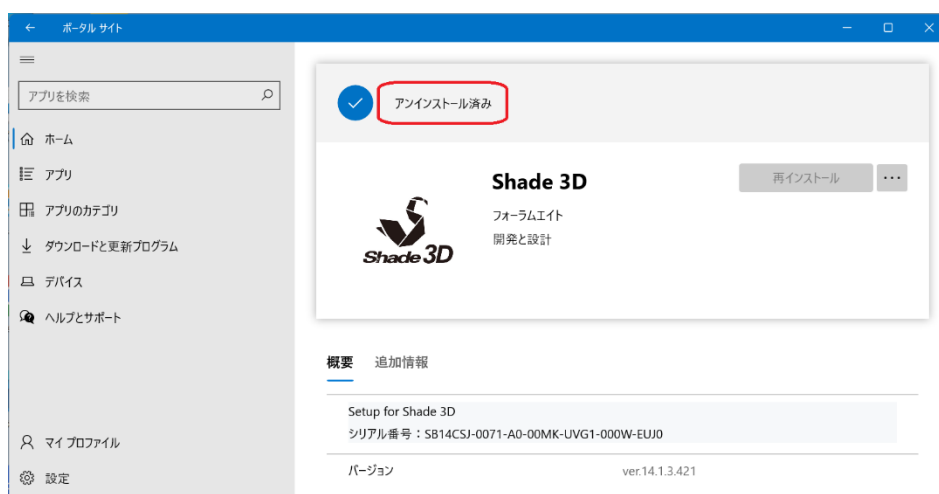 ポータル サイト
アプリを検索
ホーム
アプリ
アプリのカテゴリ
ダウンロードと更新プログラム
デバイス
ヘルプとサポート
マイ プロファイル
設定
アンインストール済み
Shade 3D
Shade 3D
フォーラムエイト
開発と設計
再インストール
概要 追加情報
Setup for Shade 3D
シリアル番号：SB14CSJ-0071-A0-00MK-UVG1-000W-EUJ0
バージョン ver.14.1.3.421